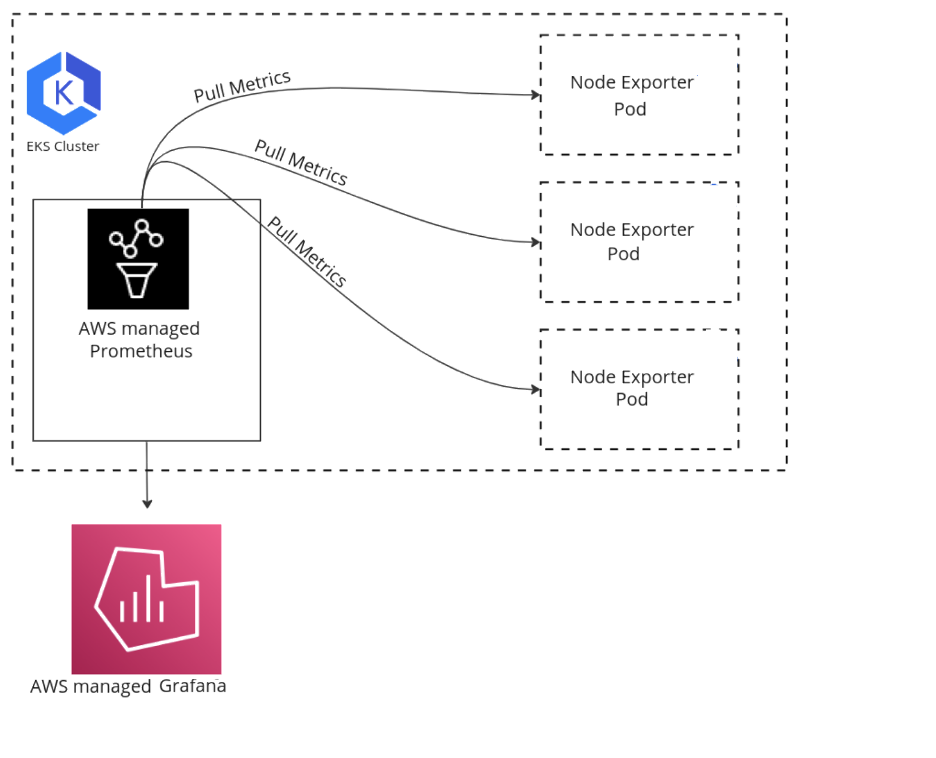 EKS Cluster
Pull Metrics
Pull Metrics
Pull Metrics
Node Exporter
Pod
Node Exporter
Pod
Node Exporter
Pod
AWS managed
Prometheus
AWS managed Grafana